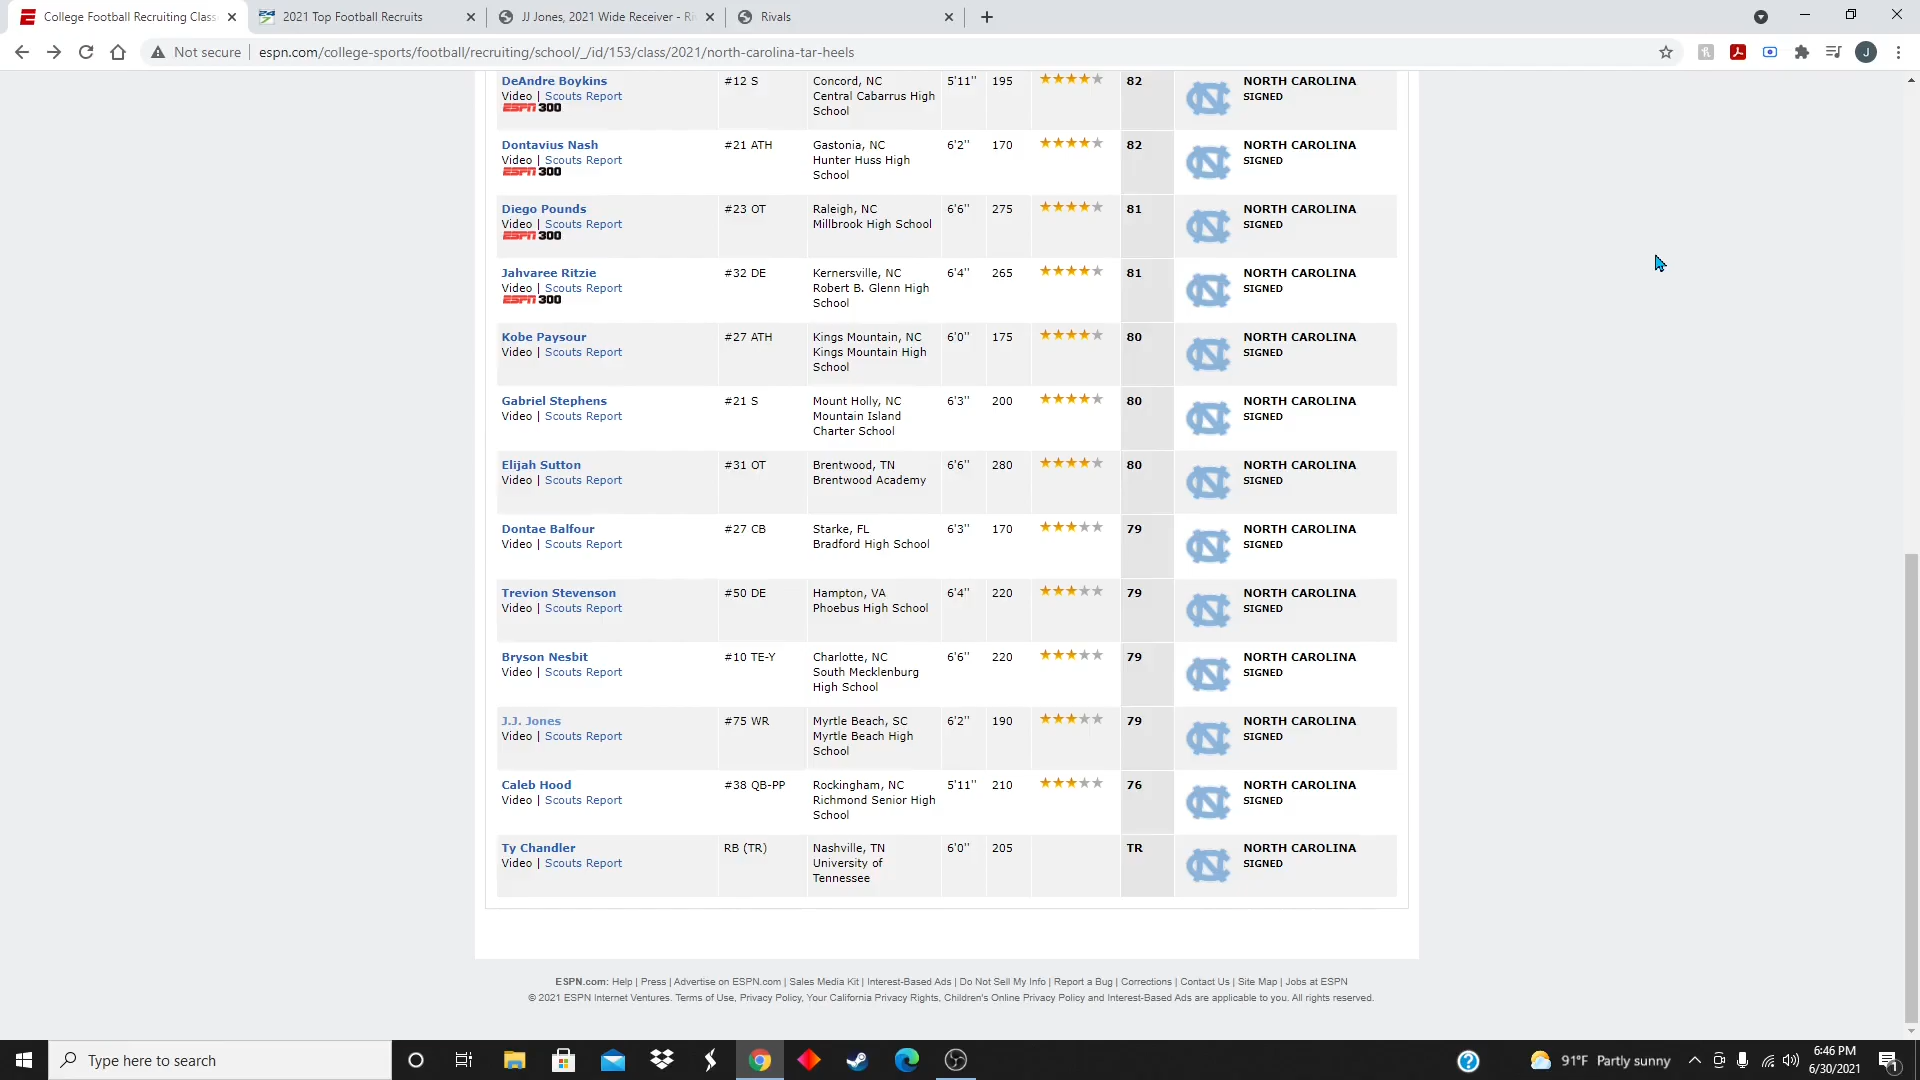 College Football Recruiting Class
2021 Top Football Recruits
JJ Jones, 2021 Wide Receiver - Ri
Rivals
Not secure
espn.com/college-sports/football/recruiting/school/_/id/153/class/2021/north-carolina-tar-heels
J
DeAndre Boykins #12 S Concord, NC 5'11'' 195 82 NORTH CAROLINA
Video | Scouts Report Central Cabarrus High SIGNED
ESPN 300 School
Dontavius Nash #21 ATH Gastonia, NC 6'2'' 170 82 NORTH CAROLINA
Video | Scouts Report Hunter Huss High SIGNED
ESPN 300 School
Diego Pounds #23 OT Raleigh, NC 6'6'' 275 81 NORTH CAROLINA
Video | Scouts Report Millbrook High School SIGNED
ESPN 300
Jahvaree Ritzie #32 DE Kernersville, NC 6'4'' 265 81 NORTH CAROLINA
Video | Scouts Report Robert B. Glenn High SIGNED
ESPN 300 School
Kobe Paysour #27 ATH Kings Mountain, NC 6'0'' 175 80 NORTH CAROLINA
Video | Scouts Report Kings Mountain High SIGNED
School
Gabriel Stephens #21 S Mount Holly, NC 6'3'' 200 80 NORTH CAROLINA
Video | Scouts Report Mountain Island SIGNED
Charter School
Elijah Sutton #31 OT Brentwood, TN 6'6'' 280 80 NORTH CAROLINA
Video | Scouts Report Brentwood Academy SIGNED
Dontae Balfour #27 CB Starke, FL 6'3'' 170 79 NORTH CAROLINA
Video | Scouts Report Bradford High School SIGNED
Trevion Stevenson #50 DE Hampton, VA 6'4'' 220 79 NORTH CAROLINA
Video | Scouts Report Phoebus High School SIGNED
Bryson Nesbit #10 TE-Y Charlotte, NC 6'6'' 220 79 NORTH CAROLINA
Video | Scouts Report South Mecklenburg SIGNED
High School
J.J. Jones #75 WR Myrtle Beach, SC 6'2'' 190 79 NORTH CAROLINA
Video | Scouts Report Myrtle Beach High SIGNED
School
Caleb Hood #38 QB-PP Rockingham, NC 5'11'' 210 76 NORTH CAROLINA
Video | Scouts Report Richmond Senior High SIGNED
School
Ty Chandler RB (TR) Nashville, TN 6'0'' 205 TR NORTH CAROLINA
Video | Scouts Report University of SIGNED
Tennessee
ESPN.com: Help | Press | Advertise on ESPN.com | Sales Media Kit | Interest-Based Ads | Do Not Sell My Info | Report a Bug | Corrections | Contact Us | Site Map | Jobs at ESPN
© 2021 ESPN Internet Ventures. Terms of Use, Privacy Policy, Your California Privacy Rights, Children's Online Privacy Policy and Interest-Based Ads are applicable to you. All rights reserved.
Type here to search
91°F Partly sunny
6:46 PM
6/30/2021
1